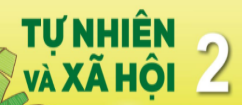 TỰ NHIÊN
VÀ XÃ HỘI 2